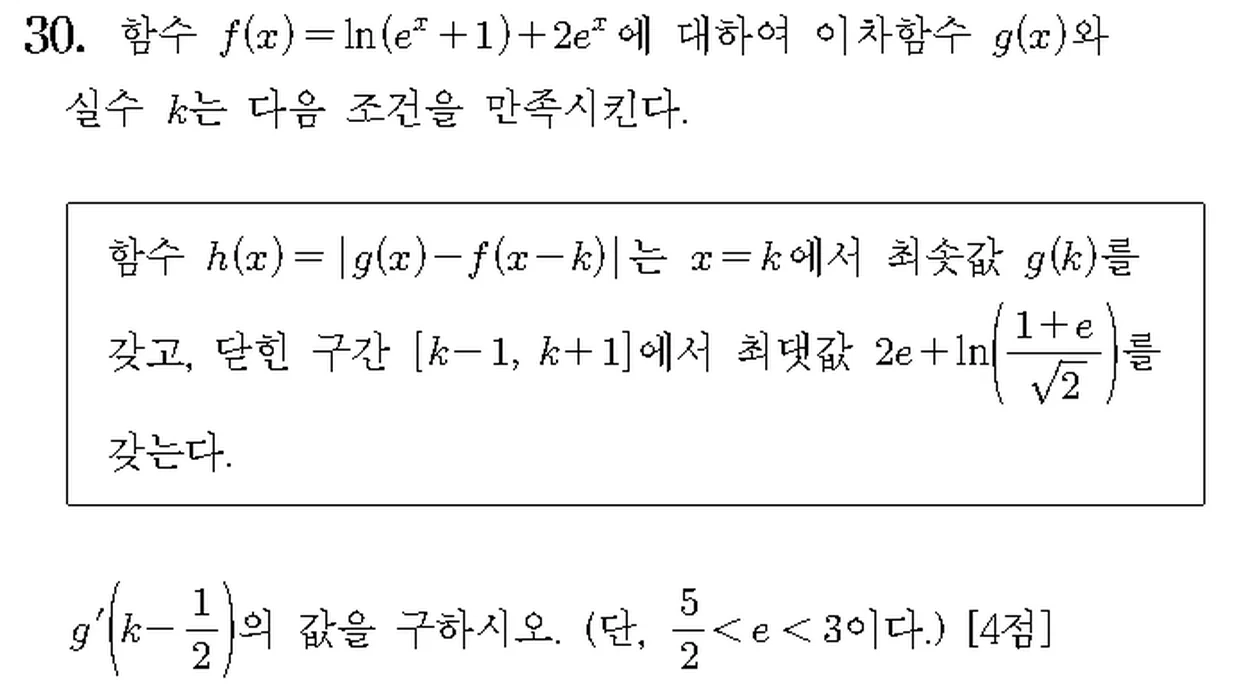 30. 함수 f(x)=ln(eˣ+1)+2eˣ에 대하여 이차함수 g(x)와
실수 k는 다음 조건을 만족시킨다.
함수 h(x)=|g(x)-f(x-k)|는 x=k에서 최솟값 g(k)를
갖고, 닫힌 구간 [k-1, k+1]에서 최댓값 2e+ln((1+e)/√2)를
갖는다.
g′(k-1/2)의 값을 구하시오. (단, 5/2<e<3이다.) [4점]